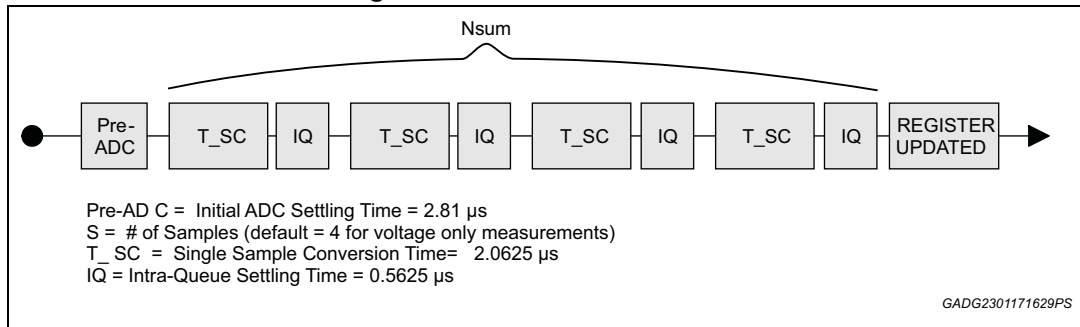 Nsum
Pre-
ADC
T_SC
IQ
T_SC
IQ
T_SC
IQ
T_SC
IQ
REGISTER
UPDATED
Pre-AD C = Initial ADC Settling Time = 2.81 µs
S = # of Samples (default = 4 for voltage only measurements)
T_ SC = Single Sample Conversion Time= 2.0625 µs
IQ = Intra-Queue Settling Time = 0.5625 µs
GADG2301171629PS